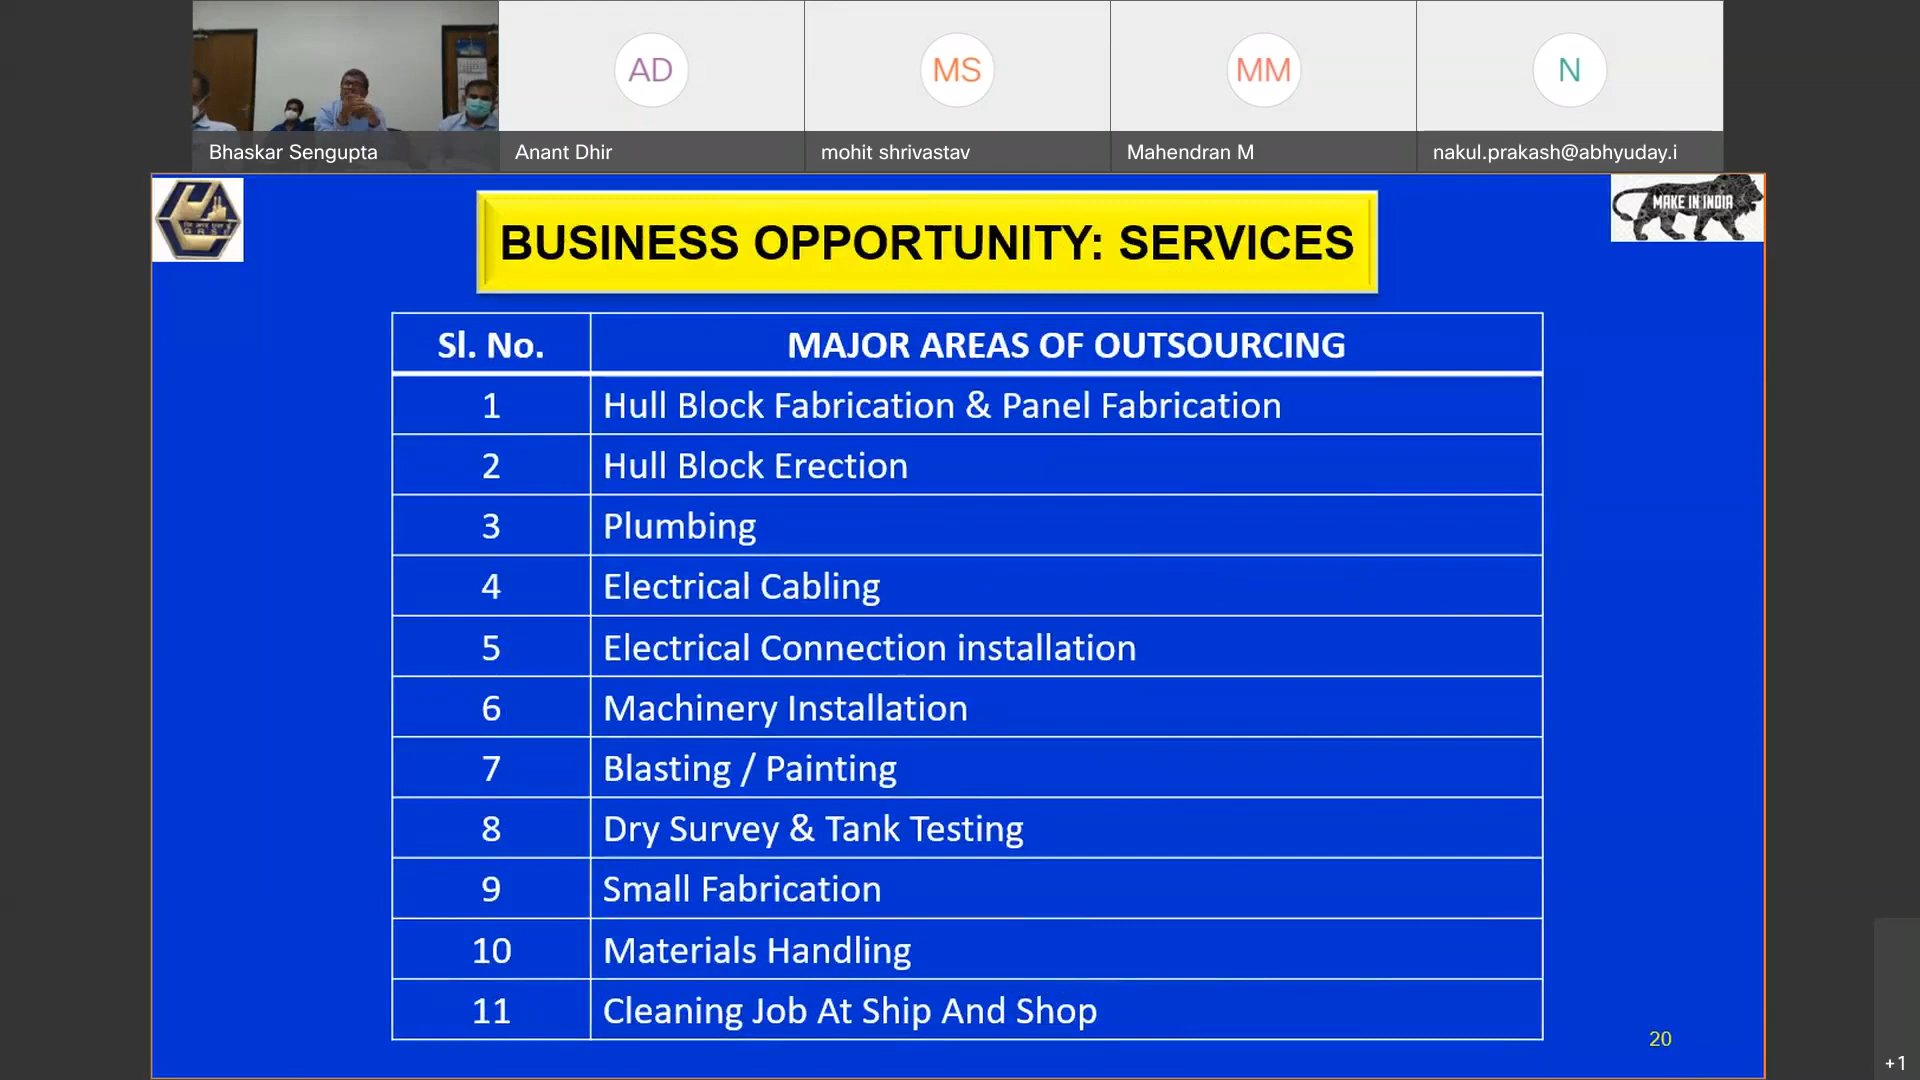 AD
MS
MM
N
Bhaskar Sengupta
Anant Dhir
mohit shrivastav
Mahendran M
nakul.prakash@abhyuday.i
GRSE
MAKE IN INDIA
BUSINESS OPPORTUNITY: SERVICES
Sl. No. MAJOR AREAS OF OUTSOURCING
1 Hull Block Fabrication & Panel Fabrication
2 Hull Block Erection
3 Plumbing
4 Electrical Cabling
5 Electrical Connection installation
6 Machinery Installation
7 Blasting / Painting
8 Dry Survey & Tank Testing
9 Small Fabrication
10 Materials Handling
11 Cleaning Job At Ship And Shop
20
+1